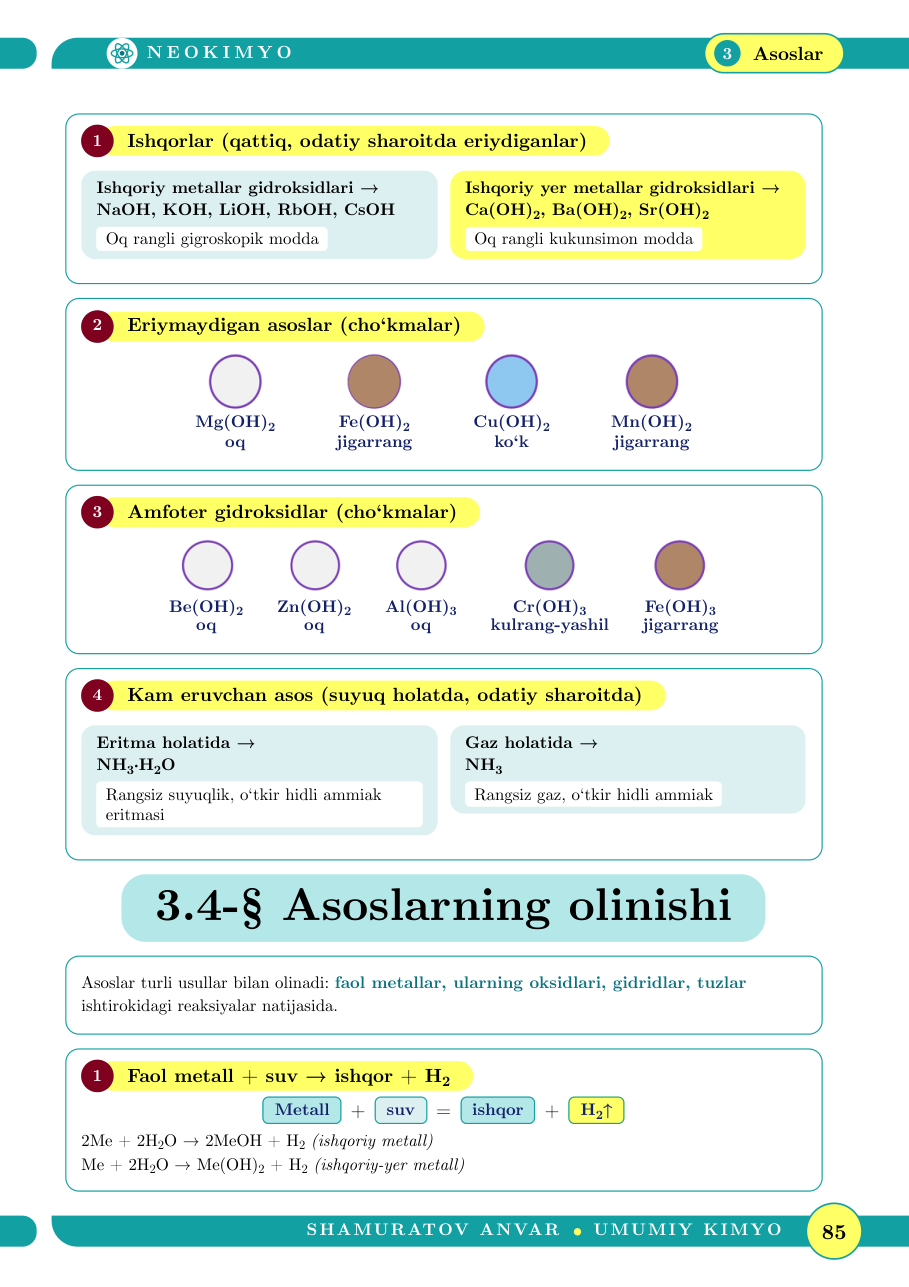 NEOKIMYO
3 Asoslar
1 Ishqorlar (qattiq, odatiy sharoitda eriydiganlar)
Ishqoriy metallar gidroksidlari →
NaOH, KOH, LiOH, RbOH, CsOH
Oq rangli gigroskopik modda
Ishqoriy yer metallar gidroksidlari →
Ca(OH)₂, Ba(OH)₂, Sr(OH)₂
Oq rangli kukunsimon modda
2 Eriymaydigan asoslar (cho‘kmalar)
Mg(OH)₂ Fe(OH)₂ Cu(OH)₂ Mn(OH)₂
oq jigarrang ko‘k jigarrang
3 Amfoter gidroksidlar (cho‘kmalar)
Be(OH)₂ Zn(OH)₂ Al(OH)₃ Cr(OH)₃ Fe(OH)₃
oq oq oq kulrang-yashil jigarrang
4 Kam eruvchan asos (suyuq holatda, odatiy sharoitda)
Eritma holatida →
NH₃·H₂O
Rangsiz suyuqlik, o‘tkir hidli ammiak
eritmasi
Gaz holatida →
NH₃
Rangsiz gaz, o‘tkir hidli ammiak
3.4-§ Asoslarning olinishi
Asoslar turli usullar bilan olinadi: faol metallar, ularning oksidlari, gidridlar, tuzlar
ishtirokidagi reaksiyalar natijasida.
1 Faol metall + suv → ishqor + H₂
Metall + suv = ishqor + H₂↑
2Me + 2H₂O → 2MeOH + H₂ (ishqoriy metall)
Me + 2H₂O → Me(OH)₂ + H₂ (ishqoriy-yer metall)
SHAMURATOV ANVAR • UMUMIY KIMYO 85